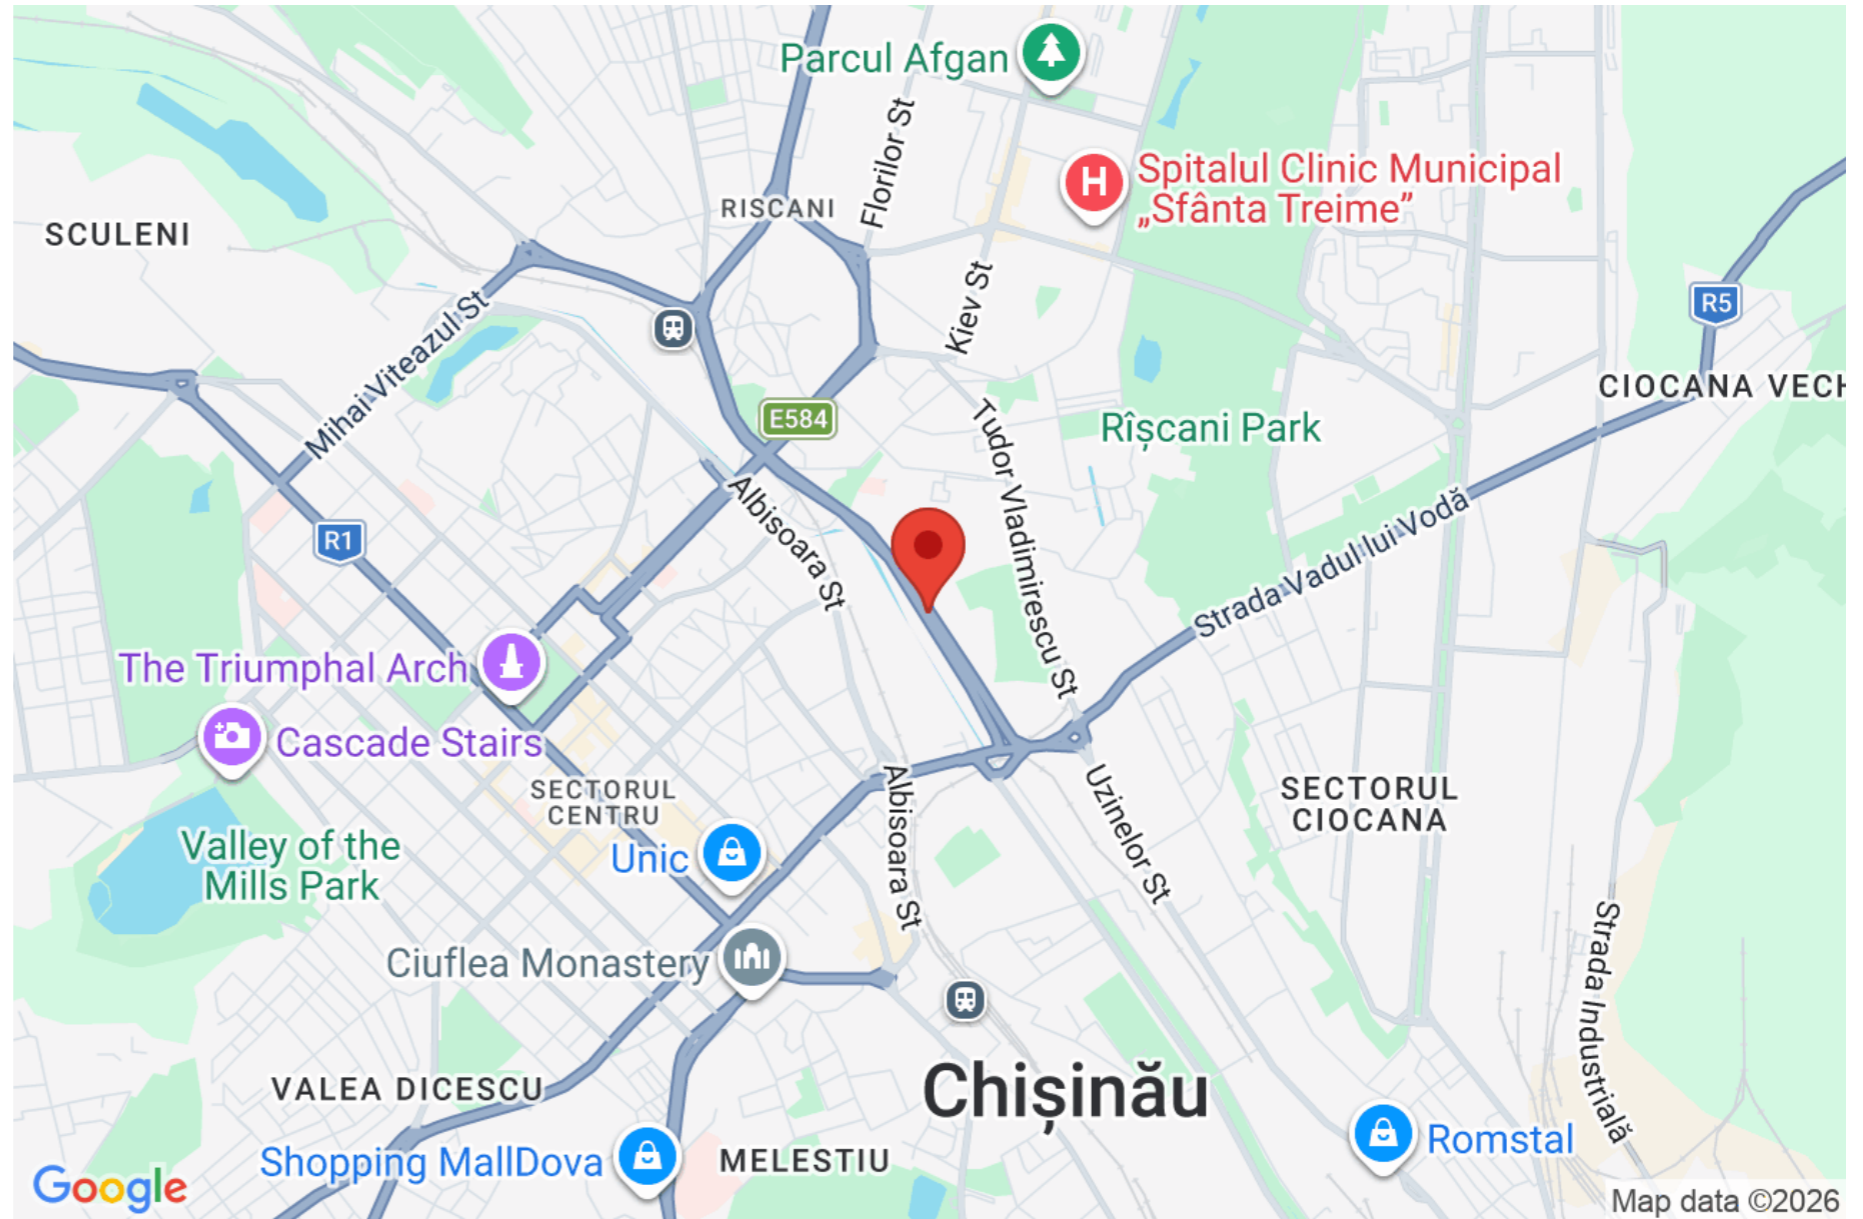 Parcul Afgan
Florilor St
Spitalul Clinic Municipal
„Sfânta Treime”
RISCANI
SCULENI
Kiev St
R5
Mihai Viteazul St
CIOCANA VECH
E584
Rîșcani Park
Tudor Vladimirescu St
Albisoara St
R1
Strada Vadul lui Vodă
The Triumphal Arch
Cascade Stairs
SECTORUL
CENTRU
Albisoara St
Uzinelor St
SECTORUL
CIOCANA
Valley of the
Mills Park
Unic
Ciuflea Monastery
Strada Industrială
Chișinău
VALEA DICESCU
Shopping MallDova
MELESTIU
Romstal
Google
Map data ©2026